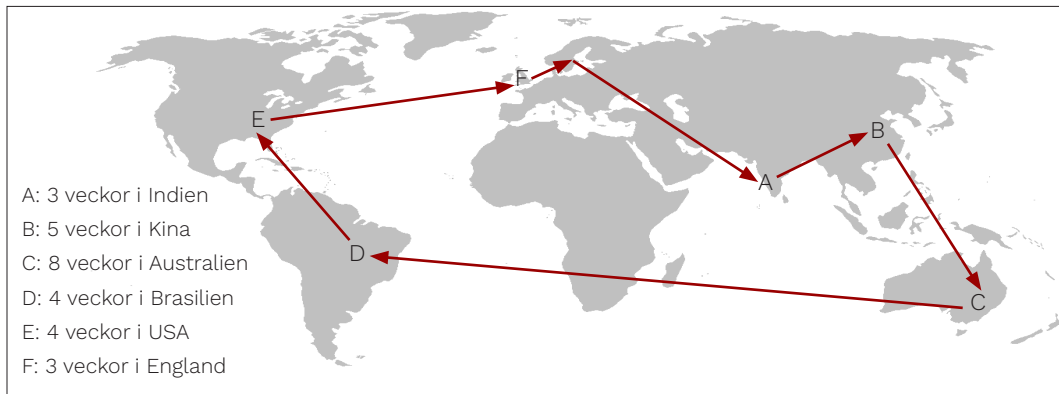 F
E
B
A
D
C
A: 3 veckor i Indien
B: 5 veckor i Kina
C: 8 veckor i Australien
D: 4 veckor i Brasilien
E: 4 veckor i USA
F: 3 veckor i England